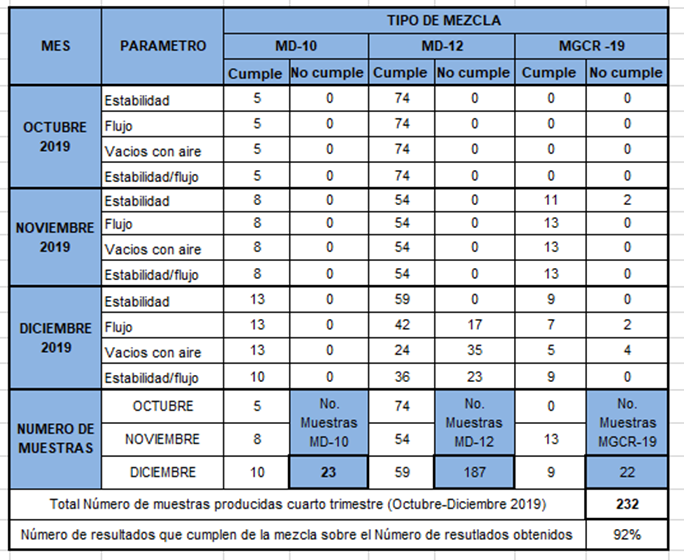 MES PARAMETRO TIPO DE MEZCLA
MD-10 MD-12 MGCR -19
Cumple No cumple Cumple No cumple Cumple No cumple
OCTUBRE 2019
Estabilidad 5 0 74 0 0 0
Flujo 5 0 74 0 0 0
Vacios con aire 5 0 74 0 0 0
Estabilidad/flujo 5 0 74 0 0 0
NOVIEMBRE 2019
Estabilidad 8 0 54 0 11 2
Flujo 8 0 54 0 13 0
Vacios con aire 8 0 54 0 13 0
Estabilidad/flujo 8 0 54 0 13 0
DICIEMBRE 2019
Estabilidad 13 0 59 0 9 0
Flujo 13 0 42 17 7 2
Vacios con aire 13 0 24 35 5 4
Estabilidad/flujo 10 0 36 23 9 0
NUMERO DE MUESTRAS
OCTUBRE 5 No. Muestras MD-10 74 No. Muestras MD-12 0 No. Muestras MGCR-19
NOVIEMBRE 8 54 13
DICIEMBRE 10 23 59 187 9 22
Total Número de muestras producidas cuarto trimestre (Octubre-Diciembre 2019) 232
Número de resultados que cumplen de la mezcla sobre el Número de resutlados obtenidos 92%